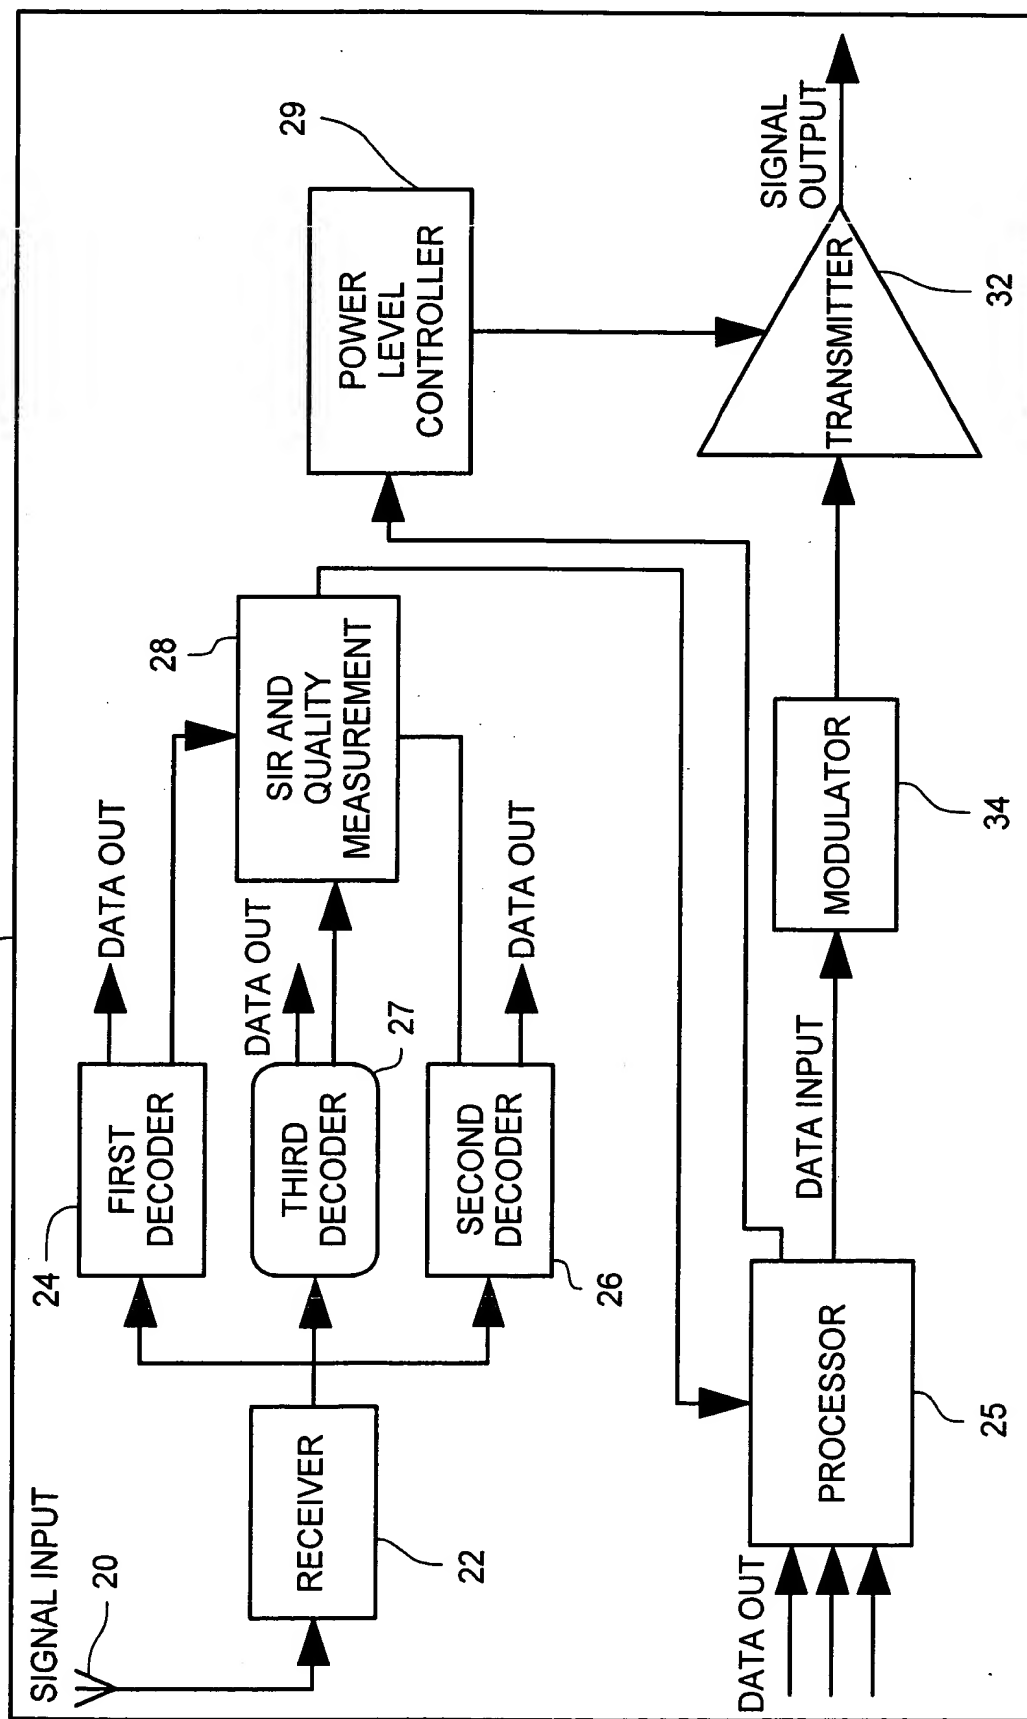 SIGNAL INPUT
20
RECEIVER
22
24
FIRST
DECODER
DATA OUT
THIRD
DECODER
27
DATA OUT
SECOND
DECODER
26
DATA OUT
28
SIR AND
QUALITY
MEASUREMENT
29
POWER
LEVEL
CONTROLLER
DATA OUT
PROCESSOR
25
DATA INPUT
MODULATOR
34
TRANSMITTER
32
SIGNAL
OUTPUT